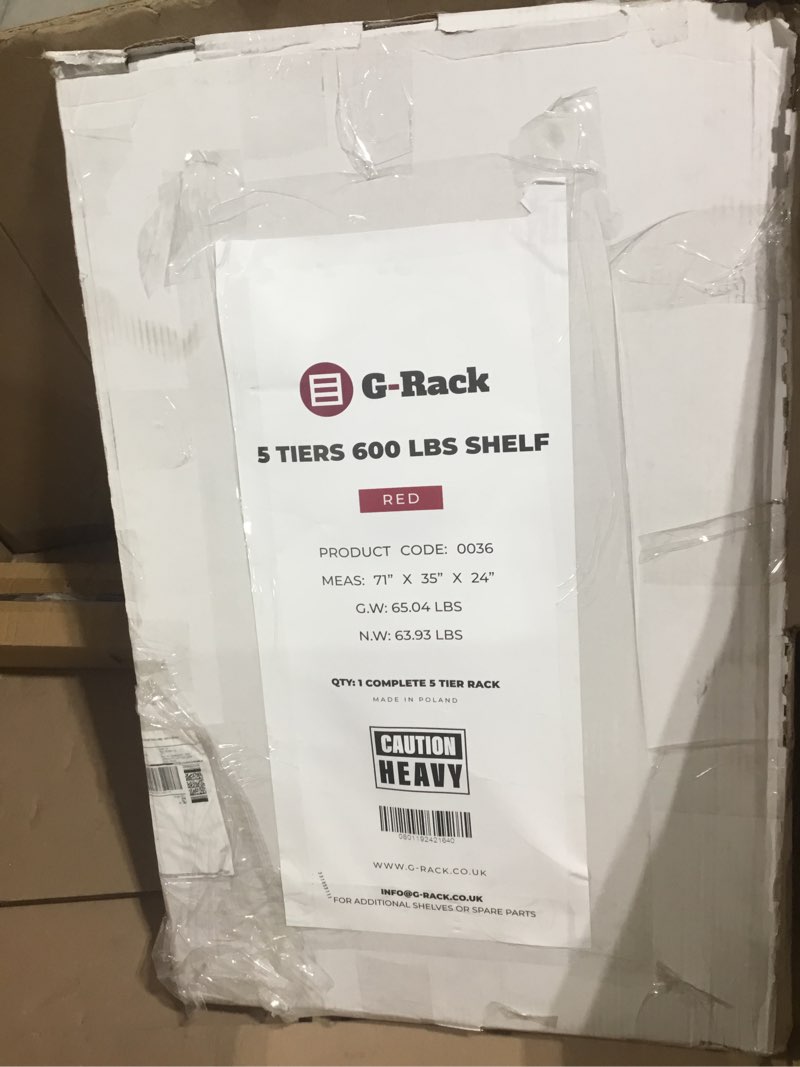 G-Rack
5 TIERS 600 LBS SHELF
RED
PRODUCT CODE: 0036
MEAS: 71” X 35” X 24”
G.W: 65.04 LBS
N.W: 63.93 LBS
QTY: 1 COMPLETE 5 TIER RACK
MADE IN POLAND
CAUTION
HEAVY
0801192421640
WWW.G-RACK.CO.UK
INFO@G-RACK.CO.UK
FOR ADDITIONAL SHELVES OR SPARE PARTS